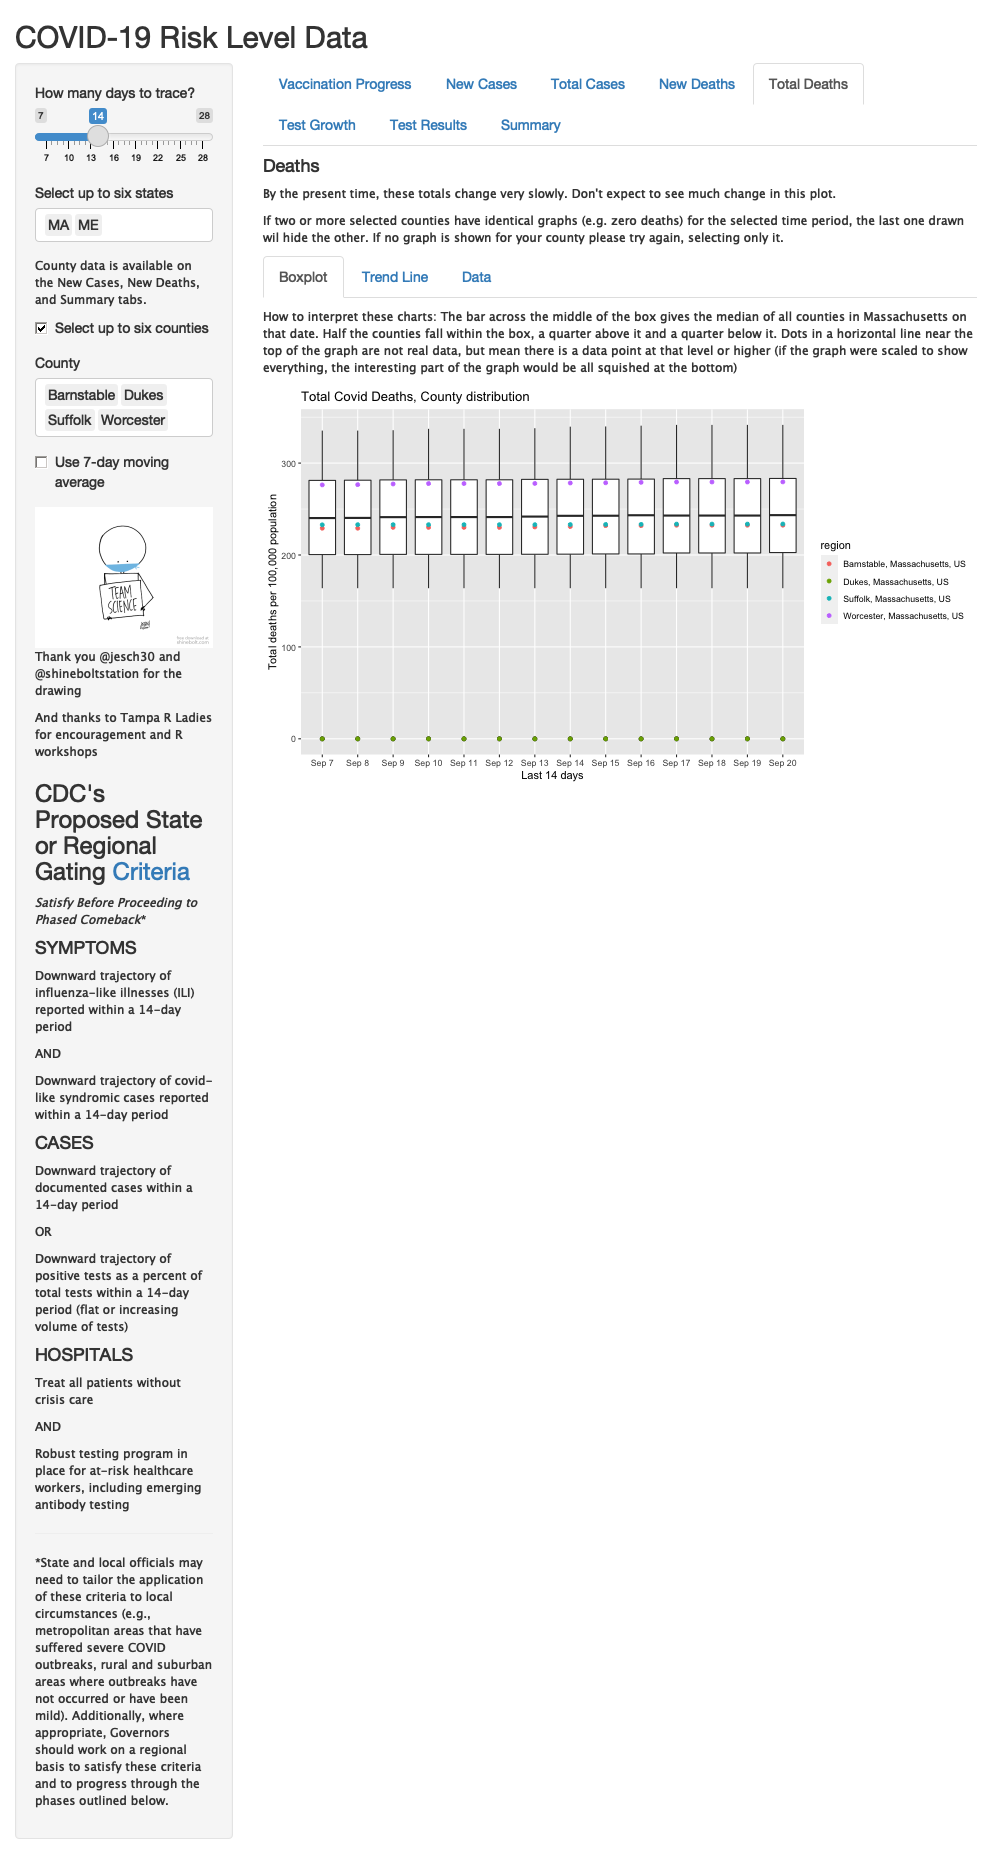 COVID-19 Risk Level Data
How many days to trace?
7 14 28
7 10 13 16 19 22 25 28
Select up to six states
MA ME
County data is available on
the New Cases, New Deaths,
and Summary tabs.
Select up to six counties
County
Barnstable Dukes
Suffolk Worcester
Use 7-day moving
average
TEAM
SCIENCE
Thank you @jesch30 and
@shineboltstation for the
drawing
And thanks to Tampa R Ladies
for encouragement and R
workshops
CDC's
Proposed State
or Regional
Gating Criteria
Satisfy Before Proceeding to
Phased Comeback*
SYMPTOMS
Downward trajectory of
influenza-like illnesses (ILI)
reported within a 14-day
period
AND
Downward trajectory of covid-
like syndromic cases reported
within a 14-day period
CASES
Downward trajectory of
documented cases within a
14-day period
OR
Downward trajectory of
positive tests as a percent of
total tests within a 14-day
period (flat or increasing
volume of tests)
HOSPITALS
Treat all patients without
crisis care
AND
Robust testing program in
place for at-risk healthcare
workers, including emerging
antibody testing
*State and local officials may
need to tailor the application
of these criteria to local
circumstances (e.g.,
metropolitan areas that have
suffered severe COVID
outbreaks, rural and suburban
areas where outbreaks have
not occurred or have been
mild). Additionally, where
appropriate, Governors
should work on a regional
basis to satisfy these criteria
and to progress through the
phases outlined below.
Vaccination Progress New Cases Total Cases New Deaths Total Deaths
Test Growth Test Results Summary
Deaths
By the present time, these totals change very slowly. Don't expect to see much change in this plot.
If two or more selected counties have identical graphs (e.g. zero deaths) for the selected time period, the last one drawn
wil hide the other. If no graph is shown for your county please try again, selecting only it.
Boxplot Trend Line Data
How to interpret these charts: The bar across the middle of the box gives the median of all counties in Massachusetts on
that date. Half the counties fall within the box, a quarter above it and a quarter below it. Dots in a horizontal line near the
top of the graph are not real data, but mean there is a data point at that level or higher (if the graph were scaled to show
everything, the interesting part of the graph would be all squished at the bottom)
Total Covid Deaths, County distribution
Total deaths per 100,000 population
300
200
100
0
Sep 7 Sep 8 Sep 9 Sep 10 Sep 11 Sep 12 Sep 13 Sep 14 Sep 15 Sep 16 Sep 17 Sep 18 Sep 19 Sep 20
Last 14 days
region
Barnstable, Massachusetts, US
Dukes, Massachusetts, US
Suffolk, Massachusetts, US
Worcester, Massachusetts, US